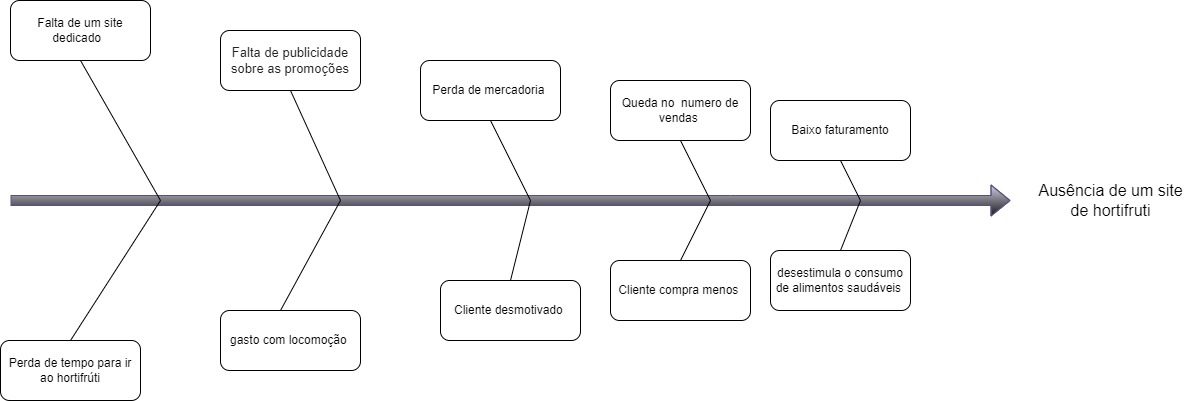 Falta de um site
dedicado
Falta de publicidade
sobre as promoções
Perda de mercadoria
Queda no  numero de
vendas
Baixo faturamento
Ausência de um site
de hortifruti
Perda de tempo para ir
ao hortifrúti
gasto com locomoção
Cliente desmotivado
Cliente compra menos
desestimula o consumo
de alimentos saudáveis